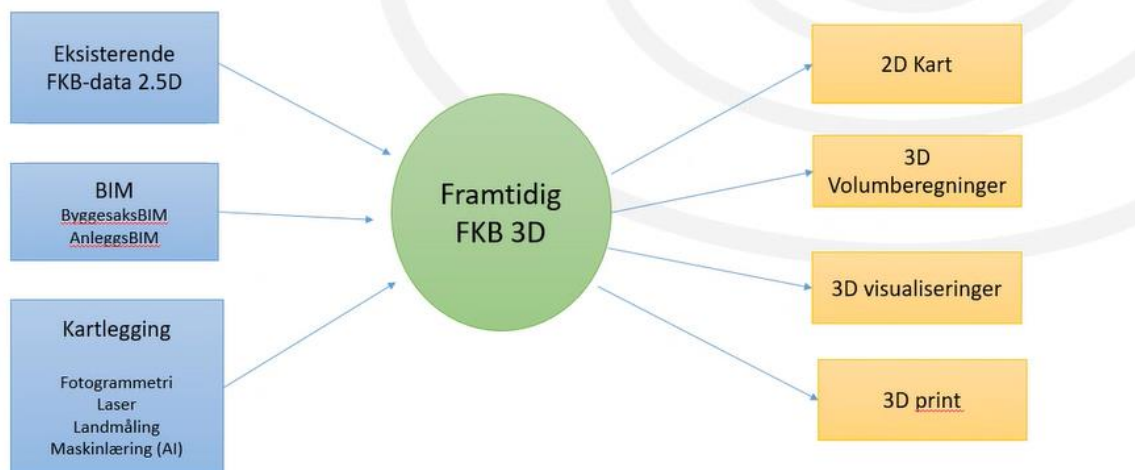 Eksisterende
FKB-data 2.5D
BIM
ByggesaksBIM
AnleggsBIM
Kartlegging
Fotogrammetri
Laser
Landmåling
Maskinlæring (AI)
Framtidig
FKB 3D
2D Kart
3D
Volumberegninger
3D visualiseringer
3D print